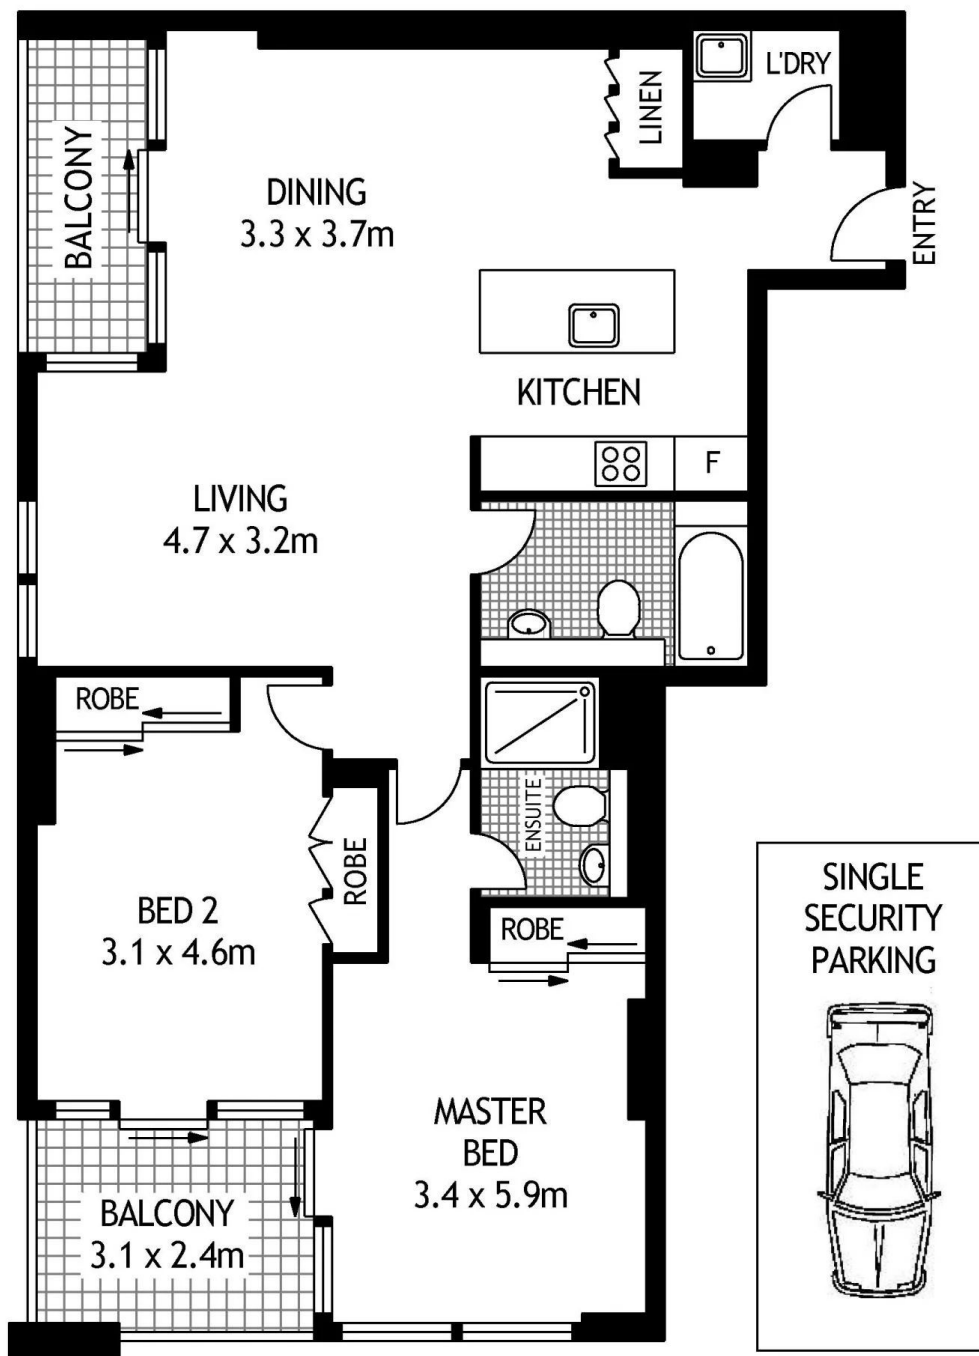 L'DRY
LINEN
BALCONY
DINING
3.3 x 3.7m
ENTRY
KITCHEN
F
LIVING
4.7 x 3.2m
ROBE
ENSUITE
ROBE
BED 2
3.1 x 4.6m
ROBE
SINGLE
SECURITY
PARKING
MASTER
BED
3.4 x 5.9m
BALCONY
3.1 x 2.4m